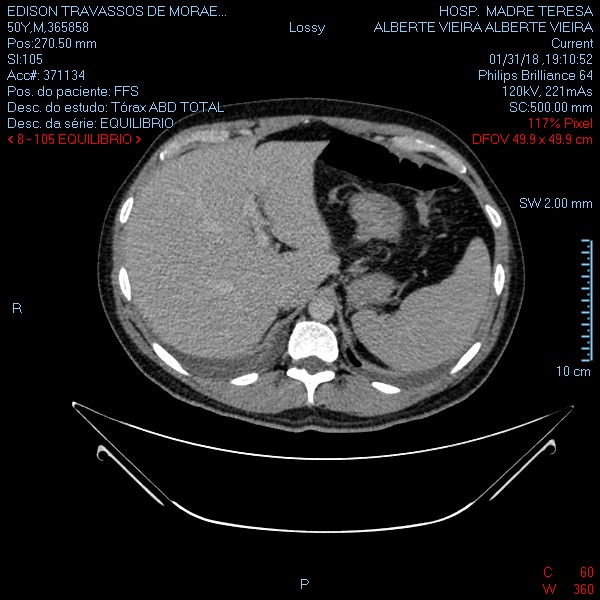 EDISON TRAVASSOS DE MORAE...
50Y,M,365858
Pos:270.50 mm
Sl:105
Acc#: 371134
Pos. do paciente: FFS
Desc. do estudo: Tórax ABD TOTAL
Desc. da série: EQUILIBRIO
< 8 - 105 EQUILIBRIO >
Lossy
HOSP. MADRE TERESA
ALBERTE VIEIRA ALBERTE VIEIRA
Current
01/31/18 ,19:10:52
Philips Brilliance 64
120kV, 221mAs
SC:500.00 mm
117% Pixel
DFOV 49.9 x 49.9 cm
SW 2.00 mm
R
10 cm
P
C 60
W 360